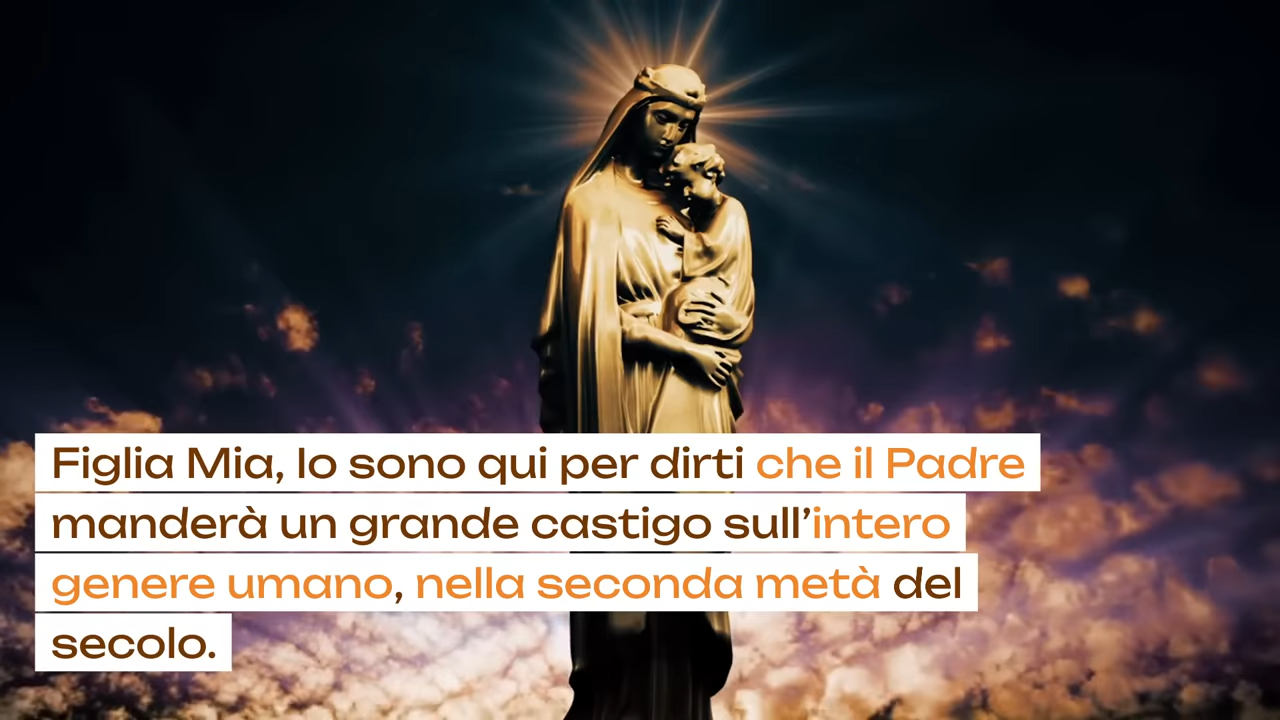 Figlia Mia, Io sono qui per dirti che il Padre
manderà un grande castigo sull’intero
genere umano, nella seconda metà del
secolo.